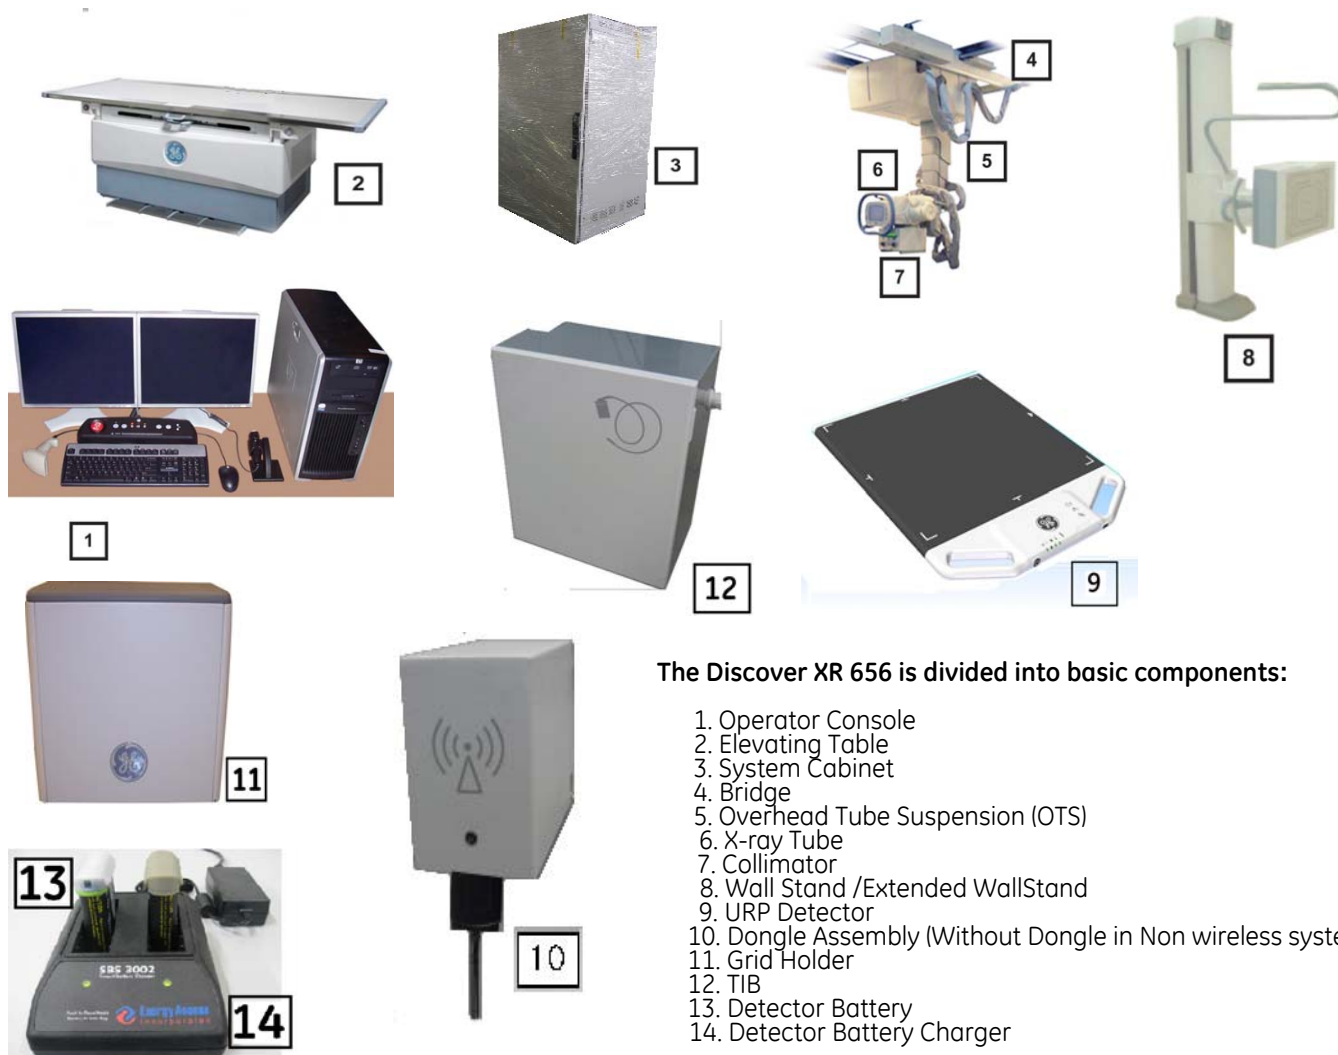 2
3
4
5
6
7
8
1
12
9
11
10
13
SBS 3002
Energy Access
14
The Discover XR 656 is divided into basic components:
1. Operator Console
2. Elevating Table
3. System Cabinet
4. Bridge
5. Overhead Tube Suspension (OTS)
6. X-ray Tube
7. Collimator
8. Wall Stand /Extended WallStand
9. URP Detector
10. Dongle Assembly (Without Dongle in Non wireless syste
11. Grid Holder
12. TIB
13. Detector Battery
14. Detector Battery Charger